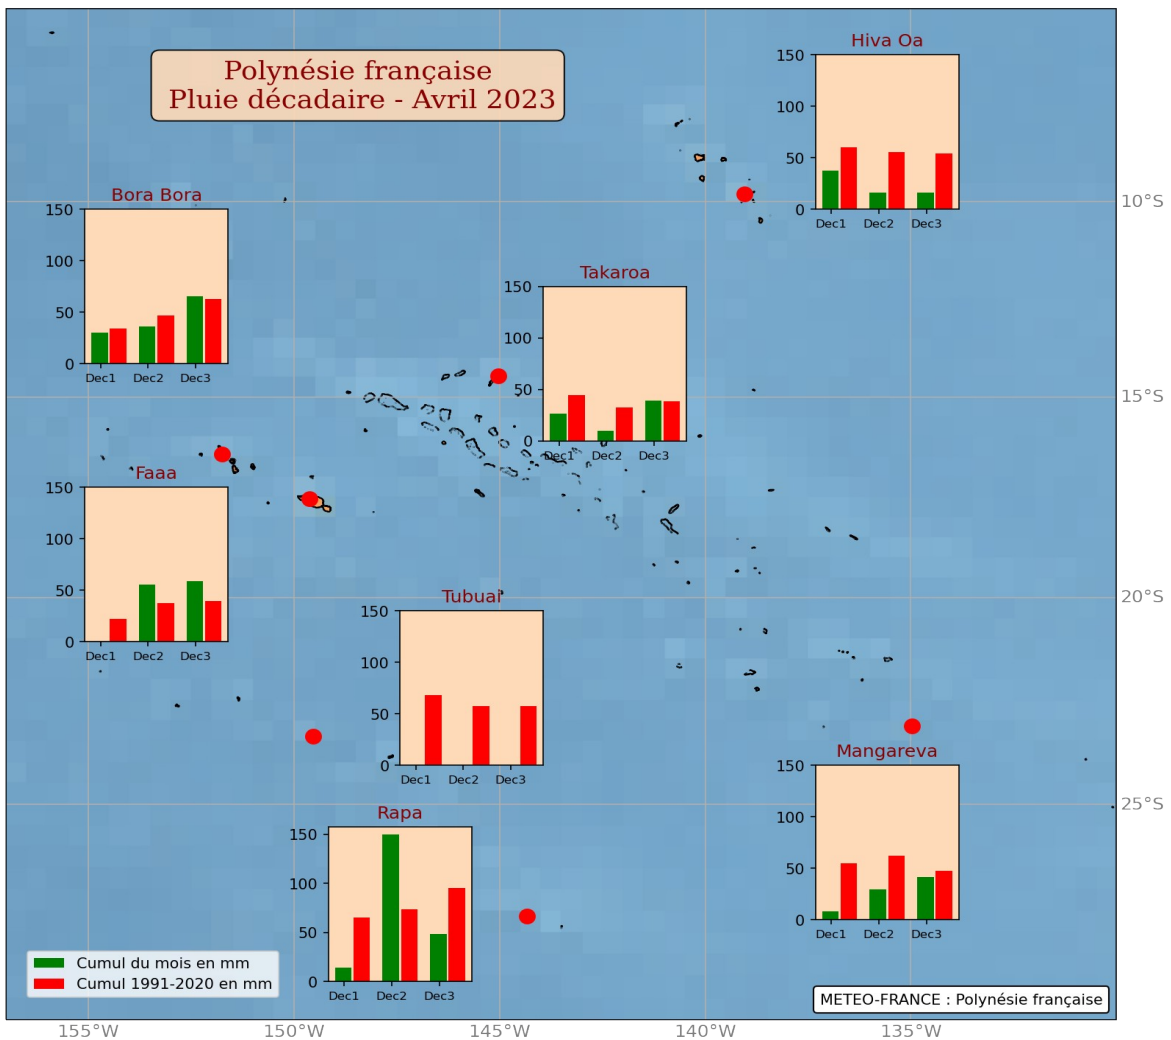 Polynésie française
Pluie décadaire - Avril 2023
Hiva Oa
150
100
50
0
Dec1 Dec2 Dec3
10°S
Bora Bora
150
100
50
0
Dec1 Dec2 Dec3
Takaroa
150
100
50
0
Dec1 Dec2 Dec3
15°S
Faaa
150
100
50
0
Dec1 Dec2 Dec3
Tubuai
150
100
50
0
Dec1 Dec2 Dec3
20°S
Mangareva
150
100
50
0
Dec1 Dec2 Dec3
25°S
Rapa
150
100
50
0
Dec1 Dec2 Dec3
Cumul du mois en mm
Cumul 1991-2020 en mm
METEO-FRANCE : Polynésie française
155°W 150°W 145°W 140°W 135°W